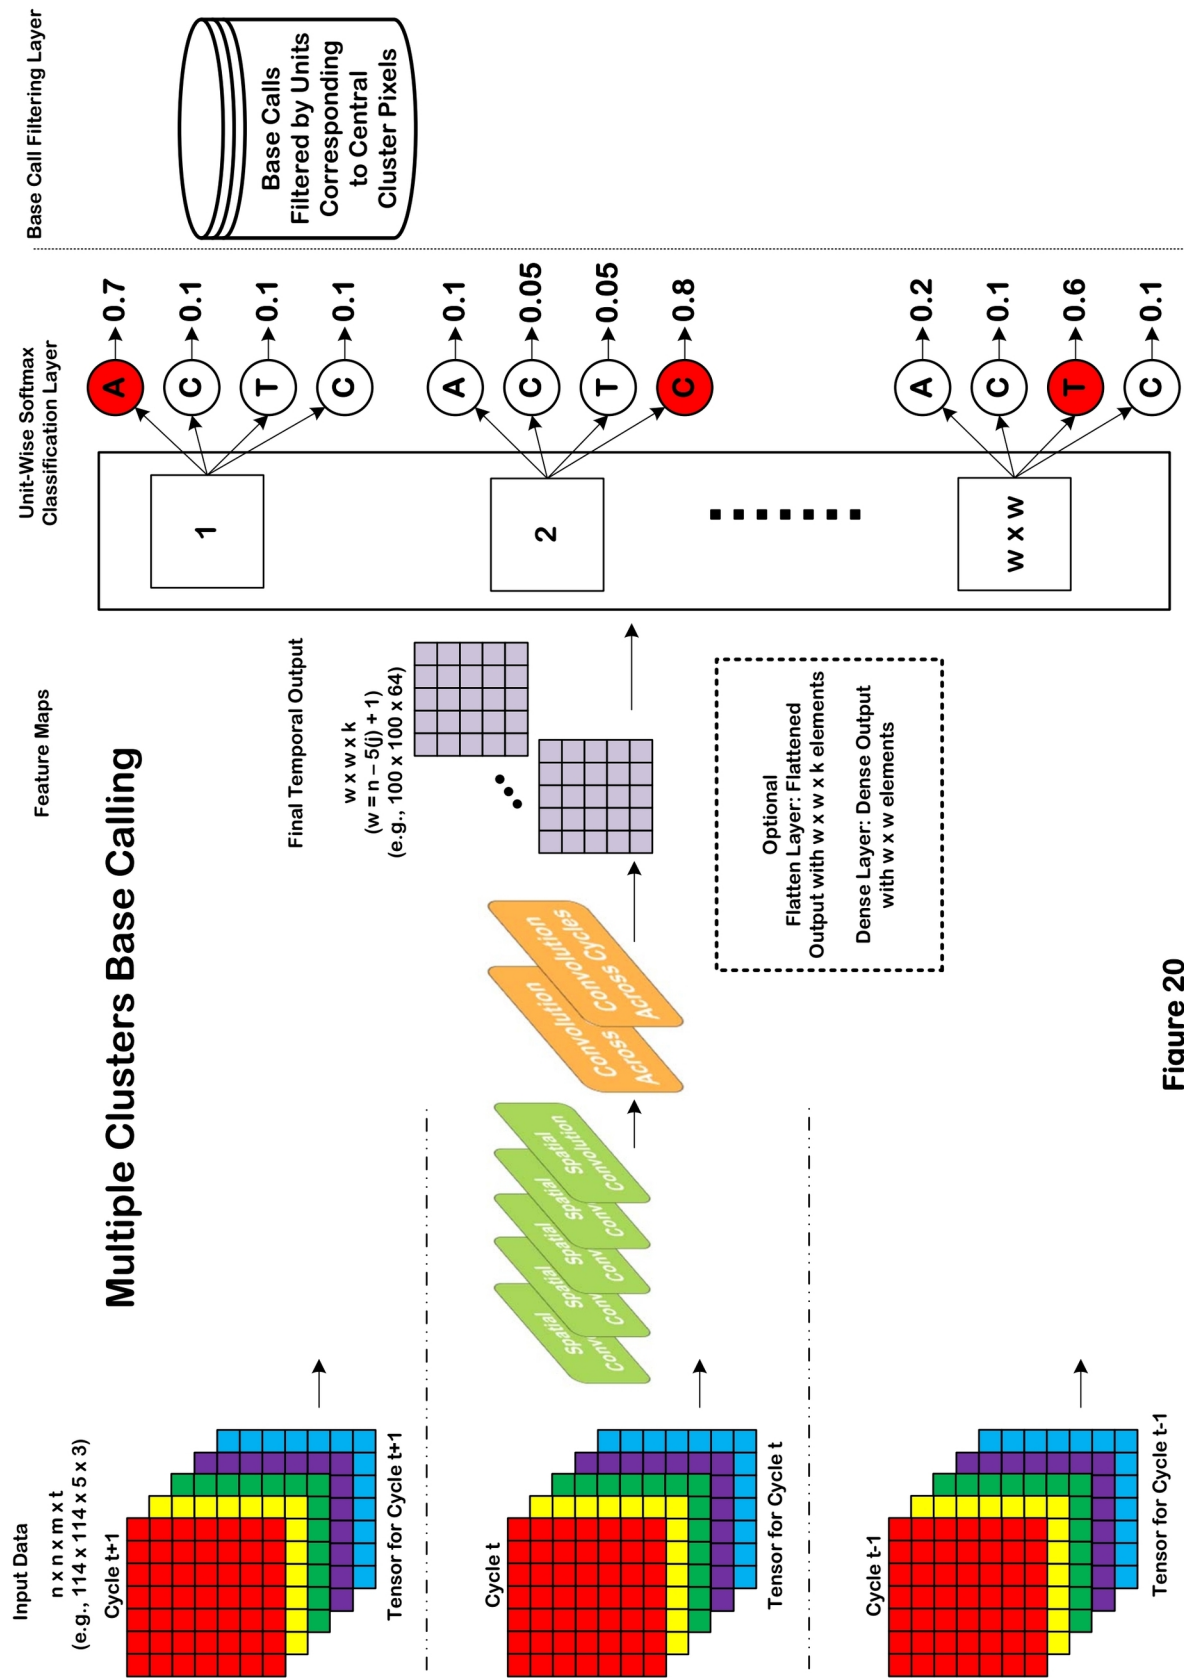 Multiple Clusters Base Calling
Input Data
n x n x m x t
(e.g., 114 x 114 x 5 x 3)
Cycle t+1
Tensor for Cycle t+1
Cycle t
Tensor for Cycle t
Cycle t-1
Tensor for Cycle t-1
Spatial
Convolution
Spatial
Conv
Spatial
Conv
Spatial
Conv
Spatial
Conv
Convolution
Across
Convolution
Across Cycles
Feature Maps
Final Temporal Output
w x w x k
(w = n – 5(j) + 1)
(e.g., 100 x 100 x 64)
Optional
Flatten Layer: Flattened
Output with w x w x k elements
Dense Layer: Dense Output
with w x w elements
Unit-Wise Softmax
Classification Layer
1
A 0.7
C 0.1
T 0.1
C 0.1
2
A 0.1
C 0.05
T 0.05
C 0.8
w x w
A 0.2
C 0.1
T 0.6
C 0.1
Base Call Filtering Layer
Base Calls
Filtered by Units
Corresponding
to Central
Cluster Pixels
Figure 20